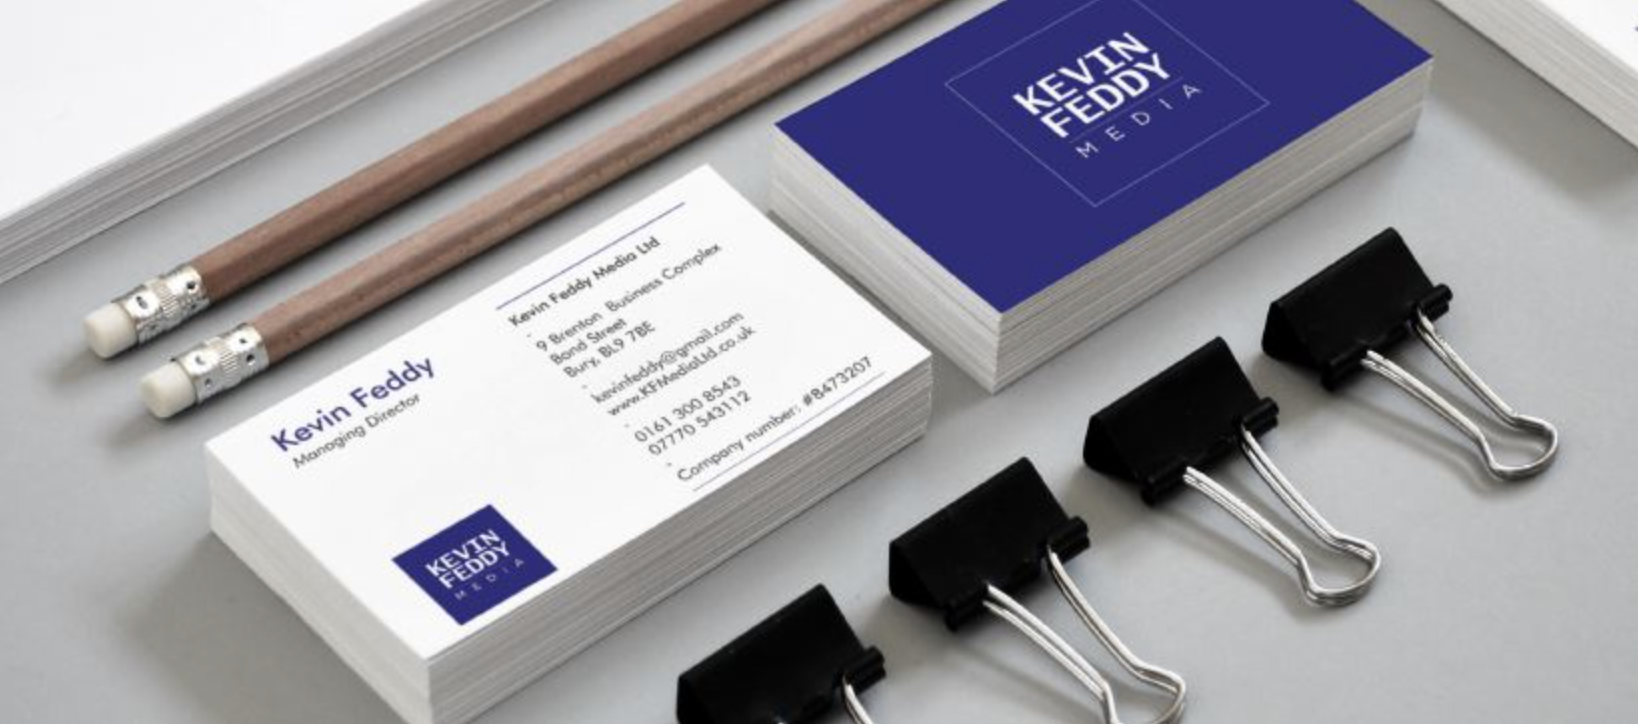 KEVIN
FEDDY
MEDIA
Kevin Feddy
Managing Director
KEVIN
FEDDY
MEDIA
Kevin Feddy Media Ltd
9 Brenton Business Complex
Bond Street
Bury, BL9 7BE
kevinfeddy@gmail.com
www.KFMediaLtd.co.uk
0161 300 8543
07770 543112
Company number: #8473207